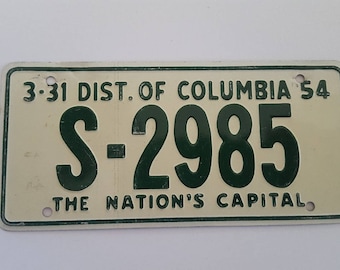 3·31 DIST. OF COLUMBIA 54
S-2985
THE NATION'S CAPITAL